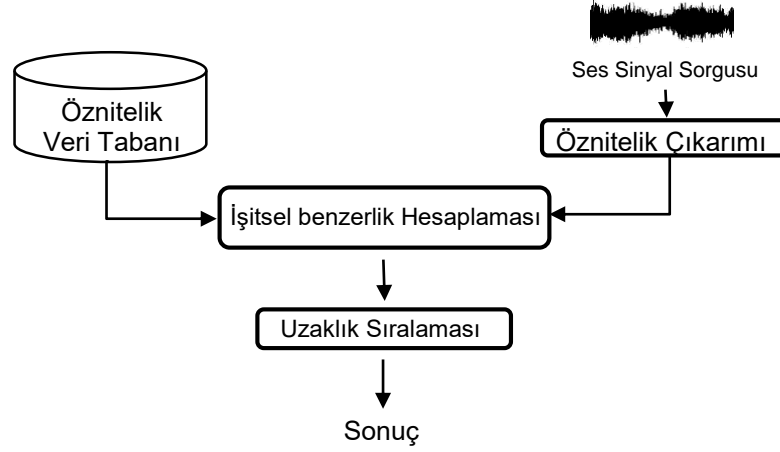 Ses Sinyal Sorgusu
Öznitelik
Veri Tabanı
Öznitelik Çıkarımı
İşitsel benzerlik Hesaplaması
Uzaklık Sıralaması
Sonuç